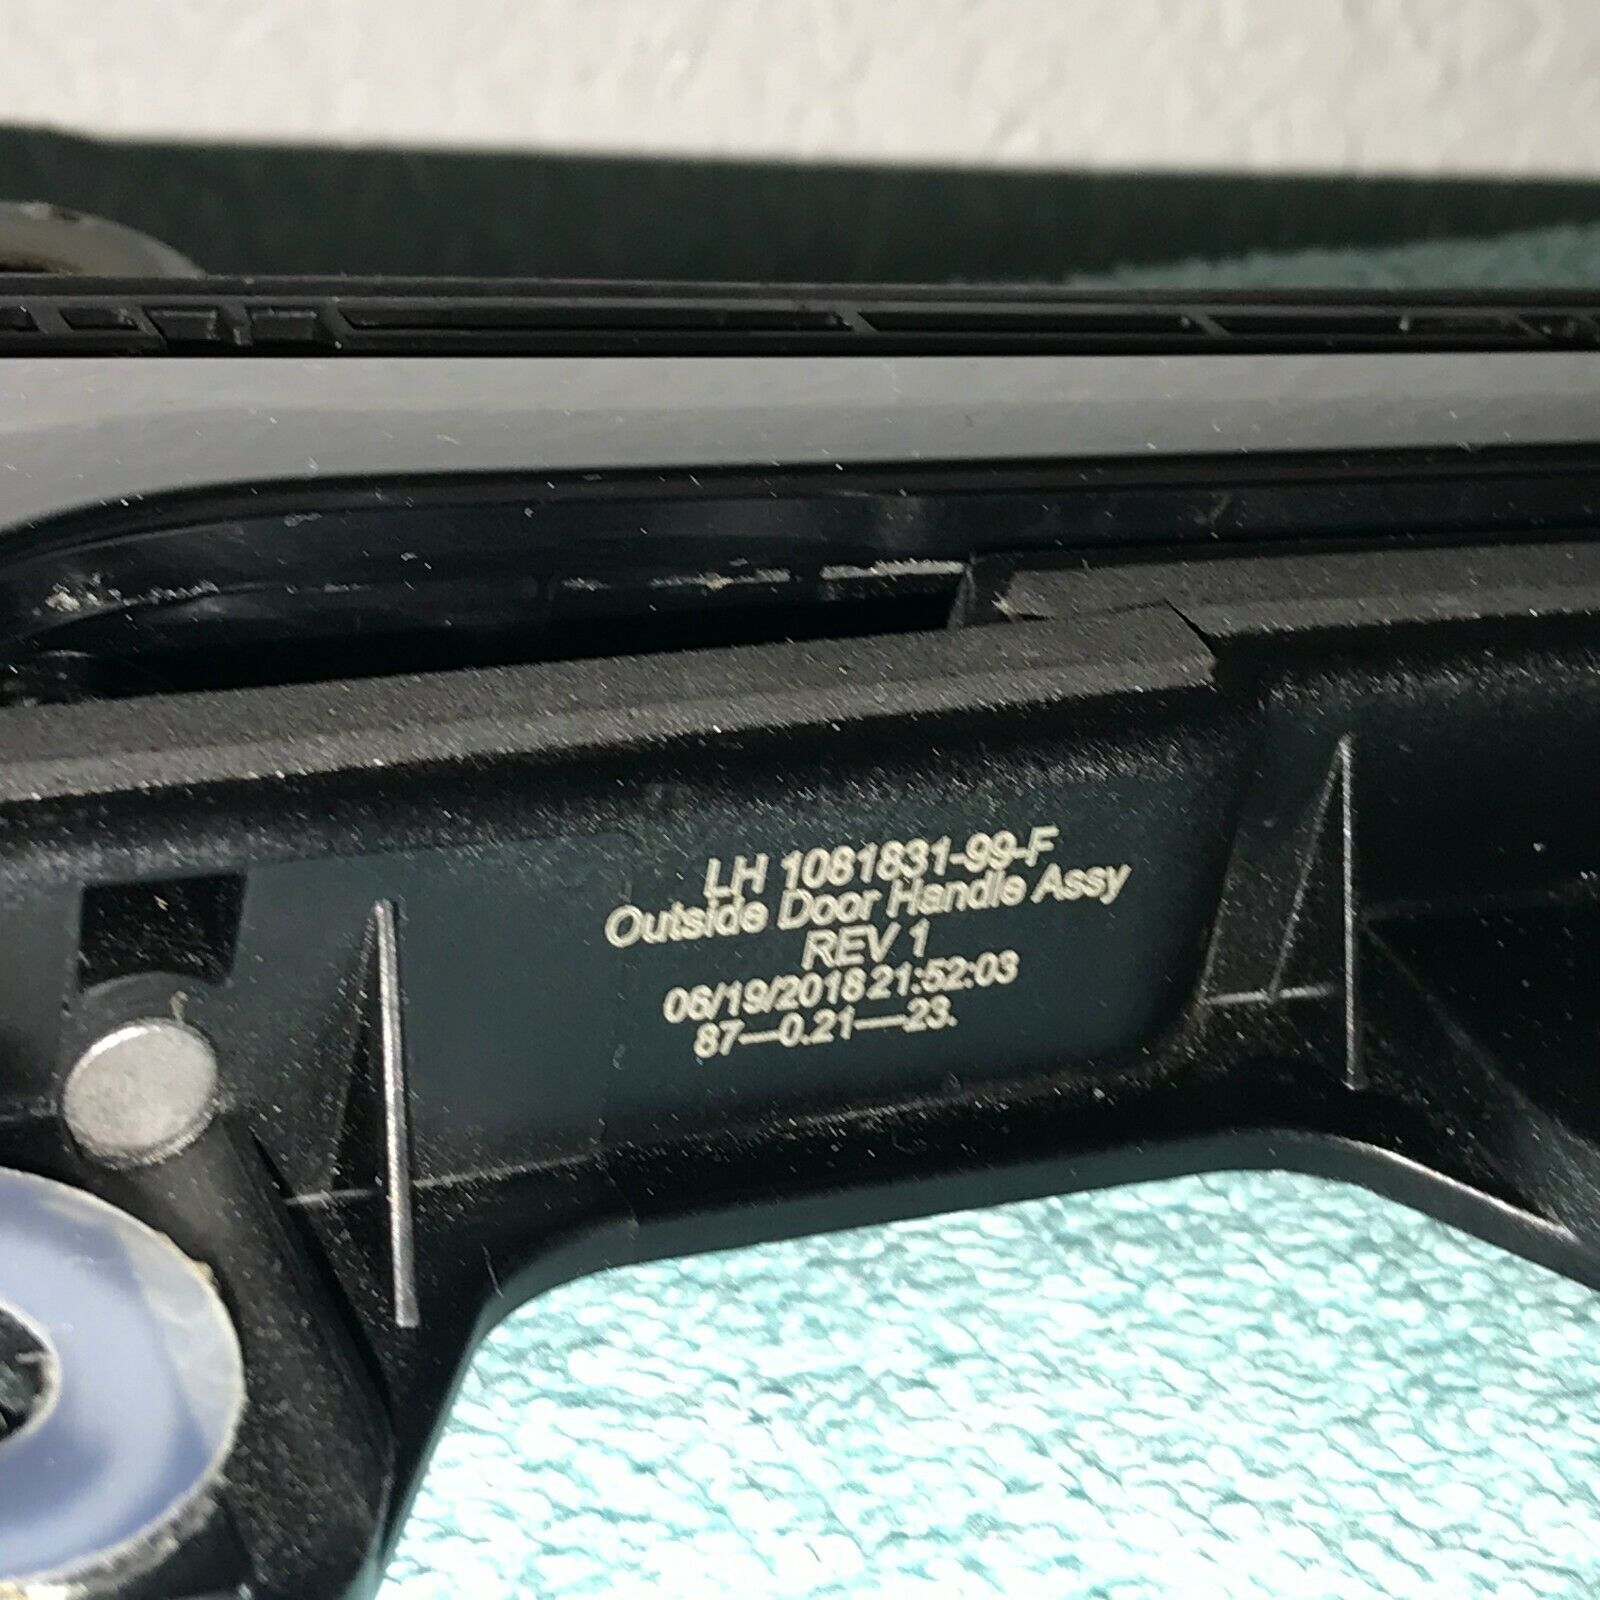 LH 1081831-99-F
Outside Door Handle Assy
REV 1
06/19/2018 21:52:03
87—0.21—23.